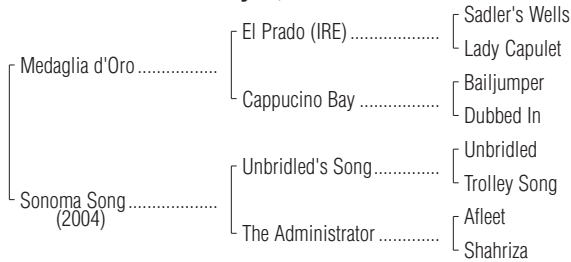 Sadler's Wells
El Prado (IRE) ...................
Lady Capulet
Medaglia d'Oro .................
Bailjumper
Cappucino Bay .................
Dubbed In
Unbridled
Unbridled's Song ..............
Trolley Song
Sonoma Song ...................
(2004)
Afleet
The Administrator .............
Shahriza